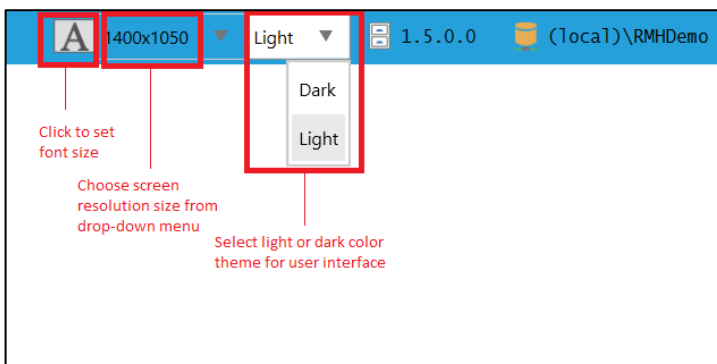 A 1400x1050 Light 1.5.0.0 (local)\RMHDemo
Dark
Light
Click to set
font size
Choose screen
resolution size from
drop-down menu
Select light or dark color
theme for user interface